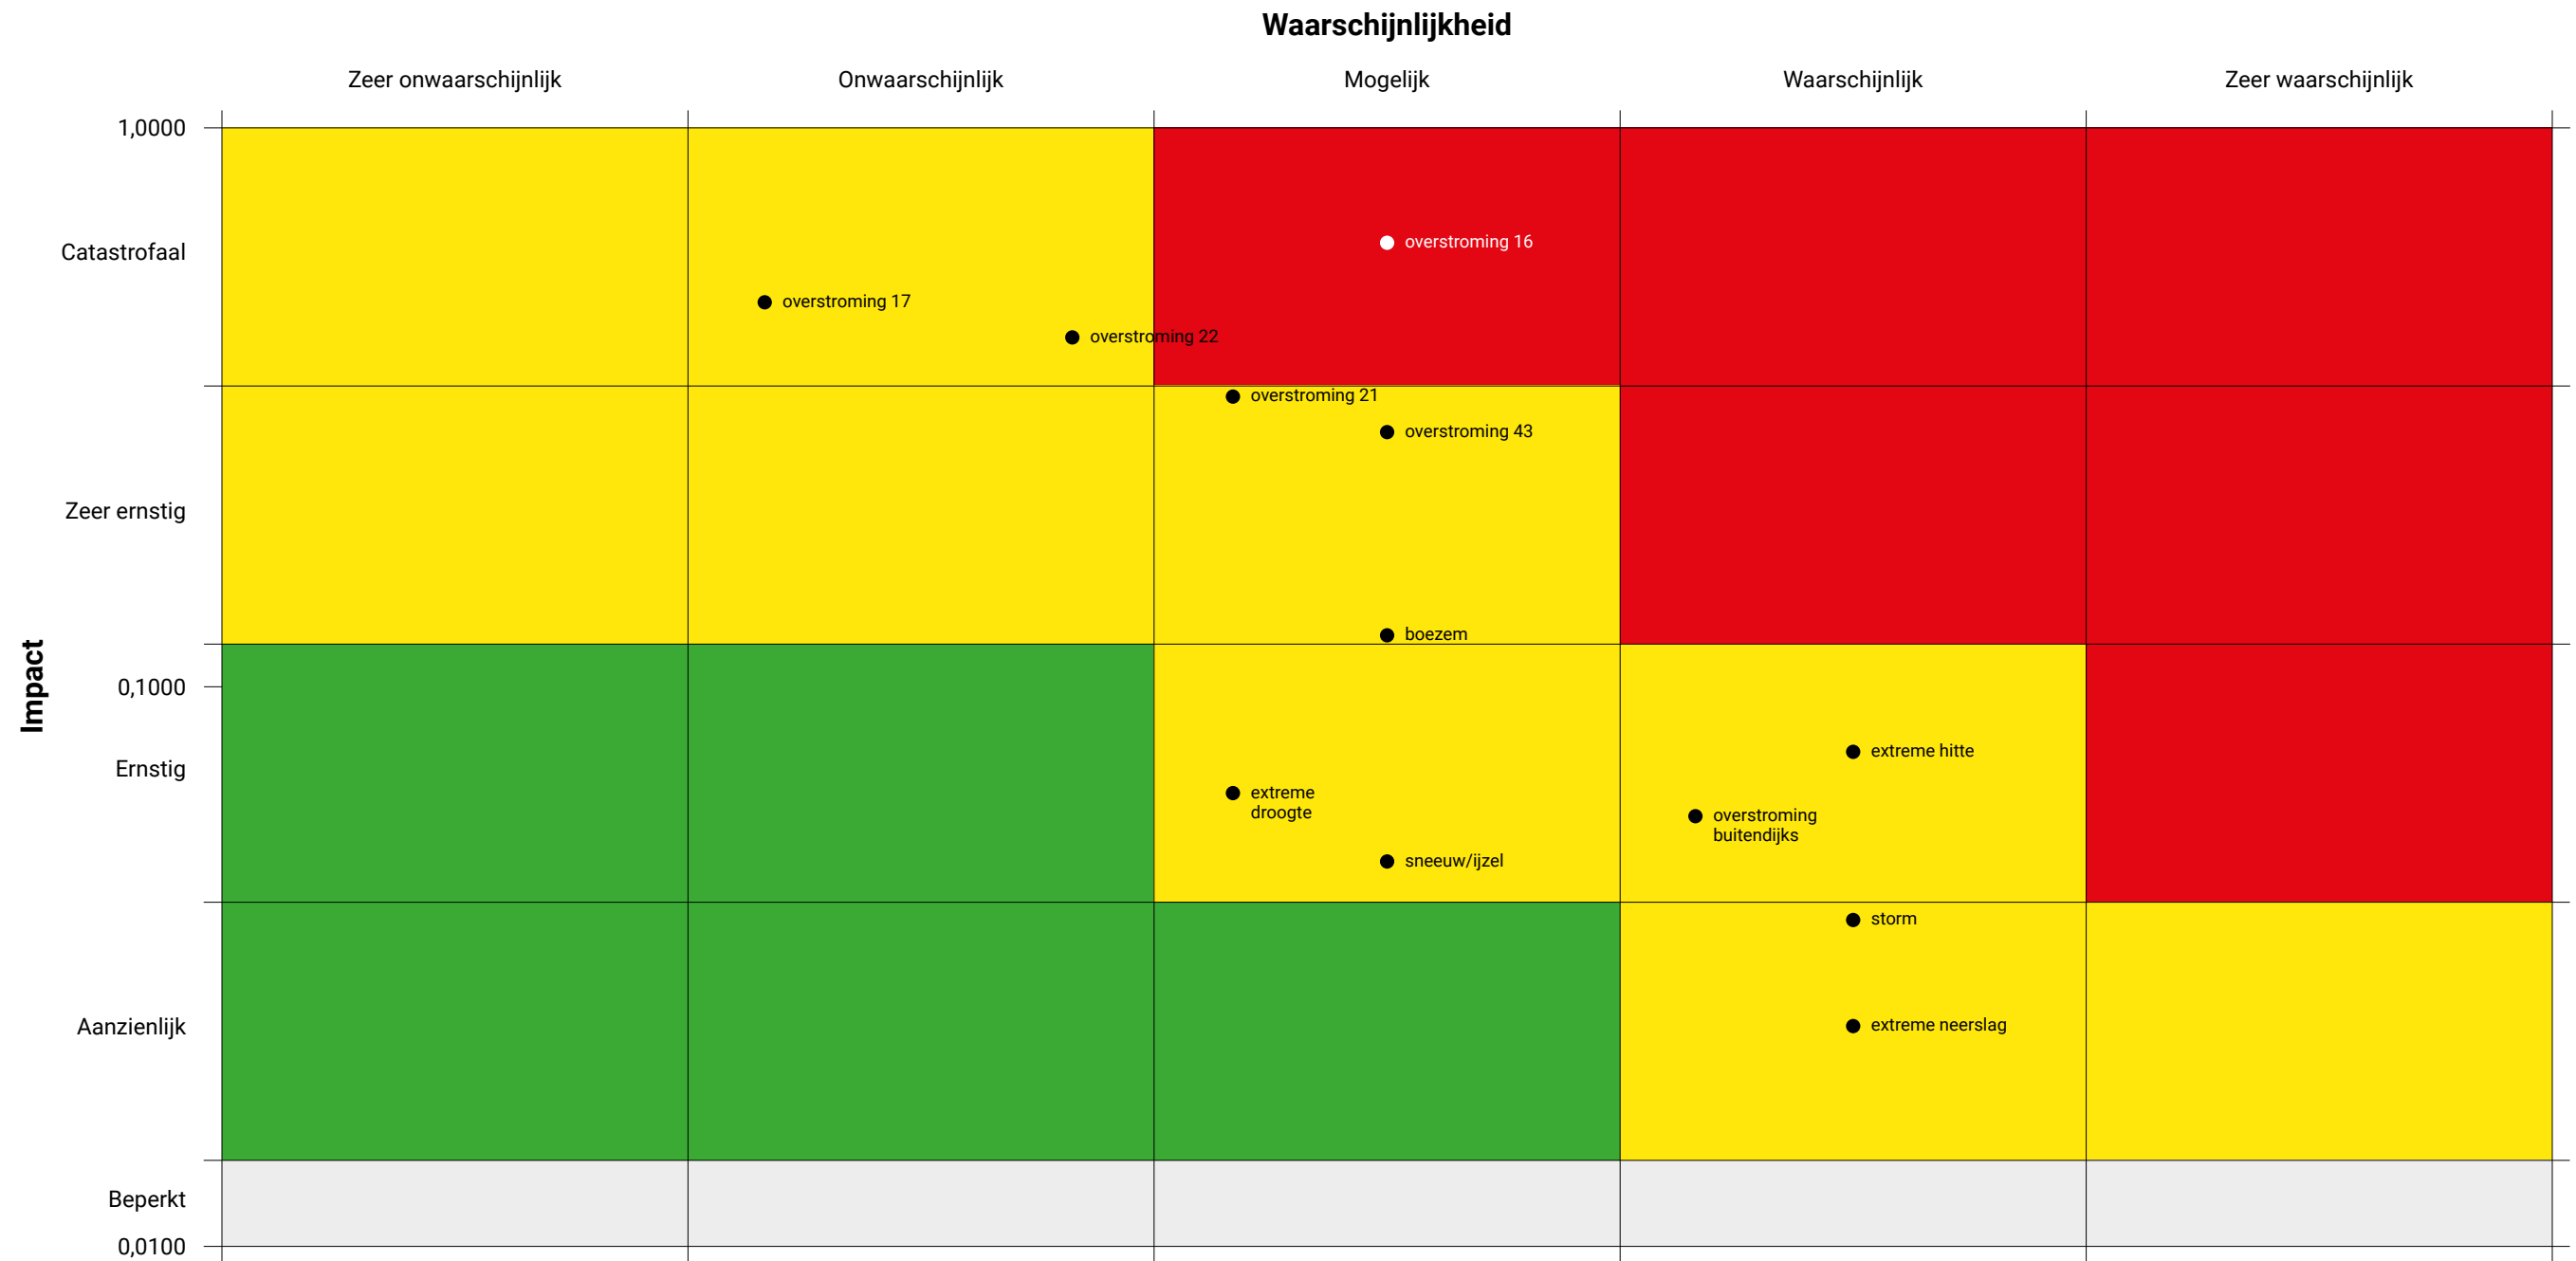 Waarschijnlijkheid
Zeer onwaarschijnlijk
Onwaarschijnlijk
Mogelijk
Waarschijnlijk
Zeer waarschijnlijk
1,0000
Catastrofaal
overstroming 16
overstroming 17
overstroming 22
overstroming 21
overstroming 43
Zeer ernstig
boezem
Impact
0,1000
Ernstig
extreme hitte
extreme
droogte
overstroming
buitendijks
sneeuw/ijzel
storm
Aanzienlijk
extreme neerslag
Beperkt
0,0100